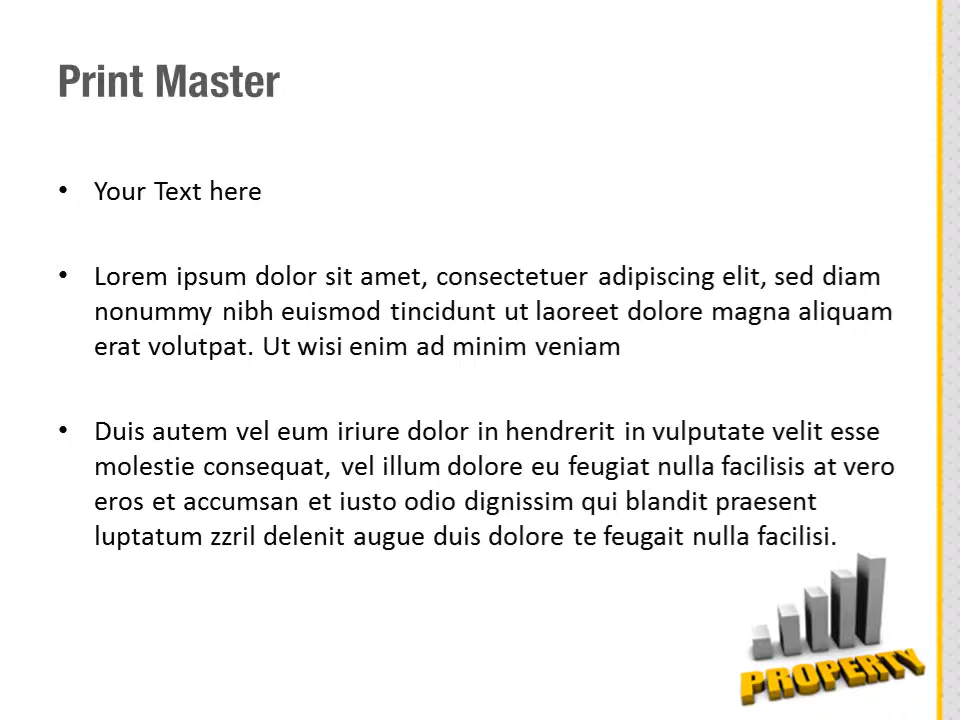 Print Master
• Your Text here
• Lorem ipsum dolor sit amet, consectetuer adipiscing elit, sed diam
nonummy nibh euismod tincidunt ut laoreet dolore magna aliquam
erat volutpat. Ut wisi enim ad minim veniam
• Duis autem vel eum iriure dolor in hendrerit in vulputate velit esse
molestie consequat, vel illum dolore eu feugiat nulla facilisis at vero
eros et accumsan et iusto odio dignissim qui blandit praesent
luptatum zzril delenit augue duis dolore te feugait nulla facilisi.
PROPERTY